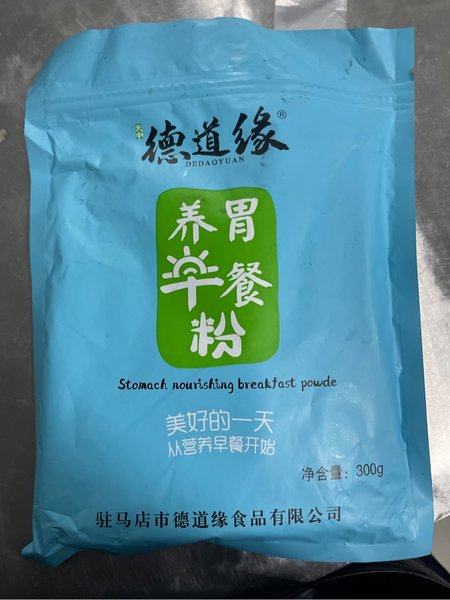 天中
德道缘®
DEDAOYUAN
养胃
早餐
粉
Stomach nourishing breakfast powde
美好的一天
从营养早餐开始
净含量：300g
驻马店市德道缘食品有限公司